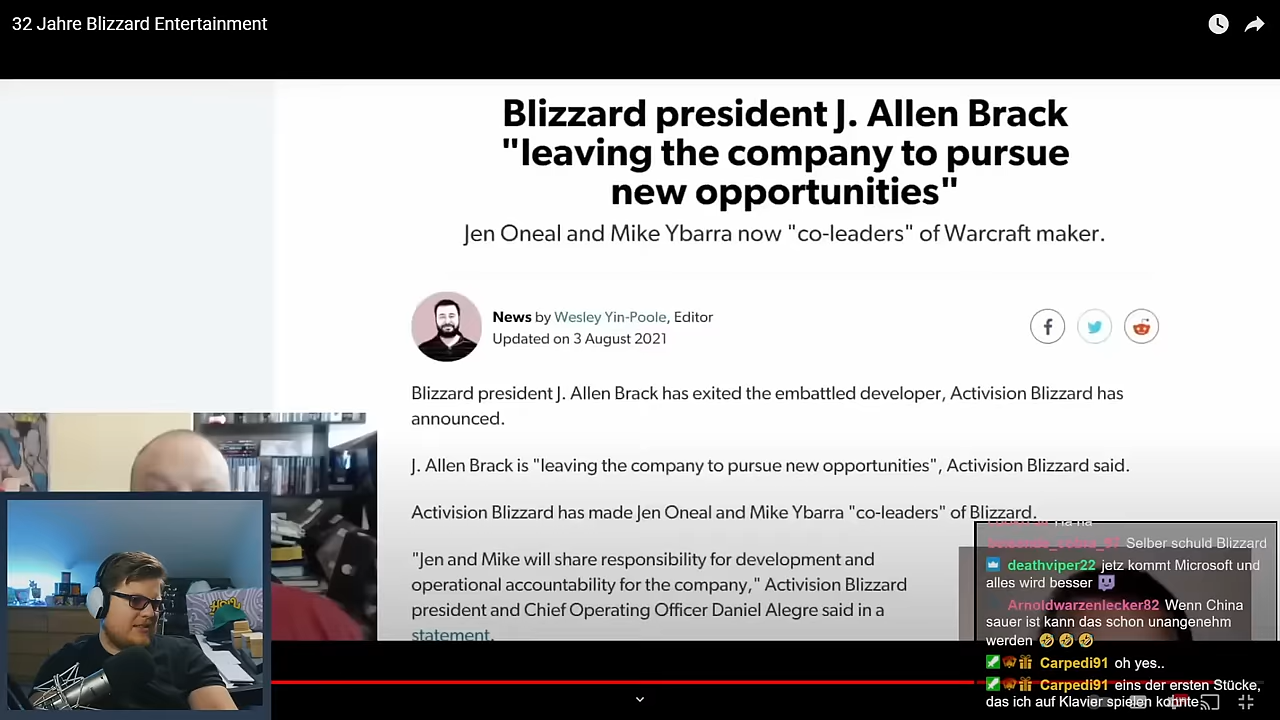 32 Jahre Blizzard Entertainment
Blizzard president J. Allen Brack
"leaving the company to pursue
new opportunities"
Jen Oneal and Mike Ybarra now "co-leaders" of Warcraft maker.
News by Wesley Yin-Poole, Editor
Updated on 3 August 2021
Blizzard president J. Allen Brack has exited the embattled developer, Activision Blizzard has
announced.
J. Allen Brack is "leaving the company to pursue new opportunities", Activision Blizzard said.
Activision Blizzard has made Jen Oneal and Mike Ybarra "co-leaders" of Blizzard.
"Jen and Mike will share responsibility for development and
operational accountability for the company," Activision Blizzard
president and Chief Operating Officer Daniel Alegre said in a
statement.
Selber schuld Blizzard
deathviper22 jetz kommt Microsoft und
alles wird besser
Arnoldwarzenlecker82 Wenn China
sauer ist kann das schon unangenehm
werden 🤣 🤣 🤣
Carpedi91 oh yes..
Carpedi91 eins der ersten Stücke,
das ich auf Klavier spielen konnte